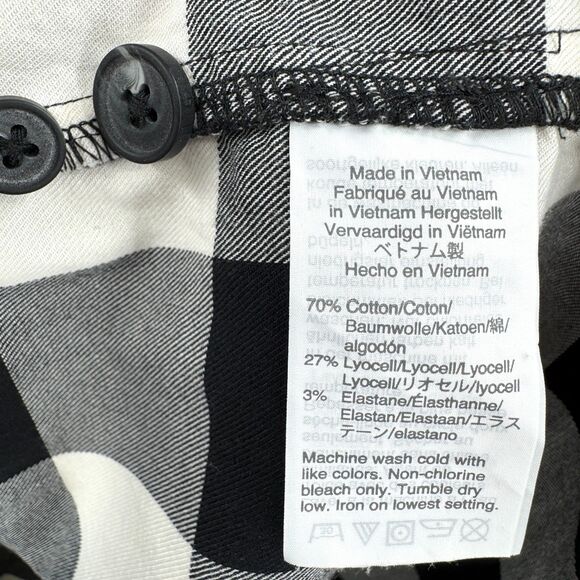 Made in Vietnam
Fabriqué au Vietnam
in Vietnam Hergestellt
Vervaardigd in Viëtnam
ベトナム製
Hecho en Vietnam
70% Cotton/Coton/
Baumwolle/Katoen/綿/
algodón
27% Lyocell/Lyocell/Lyocell/
Lyocell/リオセル/lyocell
3% Elastane/Élasthanne/
Elastan/Elastaan/エラス
テーン/elastano
Machine wash cold with
like colors. Non-chlorine
bleach only. Tumble dry
low. Iron on lowest setting.